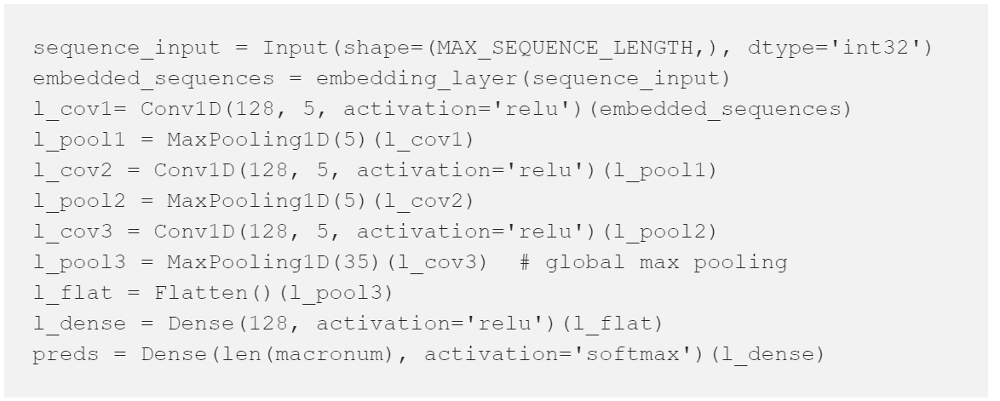 sequence_input = Input(shape=(MAX_SEQUENCE_LENGTH,), dtype='int32')
embedded_sequences = embedding_layer(sequence_input)
l_cov1= Conv1D(128, 5, activation='relu')(embedded_sequences)
l_pool1 = MaxPooling1D(5)(l_cov1)
l_cov2 = Conv1D(128, 5, activation='relu')(l_pool1)
l_pool2 = MaxPooling1D(5)(l_cov2)
l_cov3 = Conv1D(128, 5, activation='relu')(l_pool2)
l_pool3 = MaxPooling1D(35)(l_cov3)  # global max pooling
l_flat = Flatten()(l_pool3)
l_dense = Dense(128, activation='relu')(l_flat)
preds = Dense(len(macronum), activation='softmax')(l_dense)